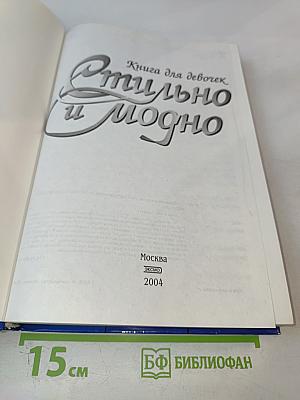 Книга для девочек
Стильно
и модно
Москва
ЭКСМО
2004
15 см
БФ БИБЛИОФАН